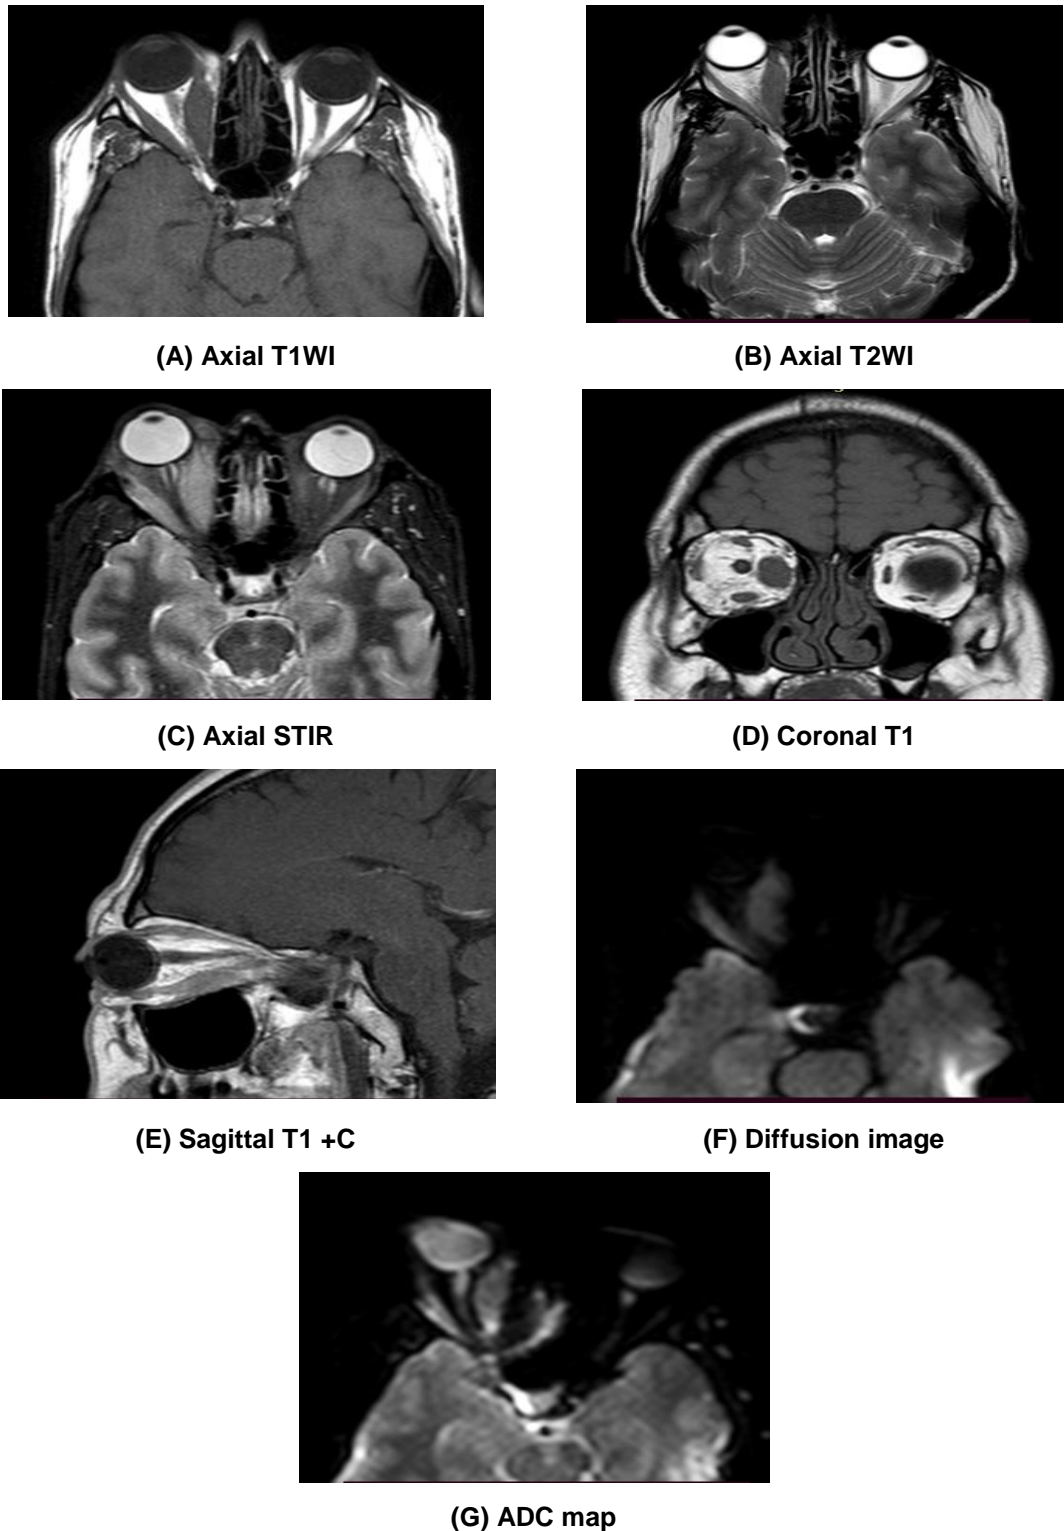 (A) Axial T1WI
(B) Axial T2WI
(C) Axial STIR
(D) Coronal T1
(E) Sagittal T1 +C
(F) Diffusion image
(G) ADC map